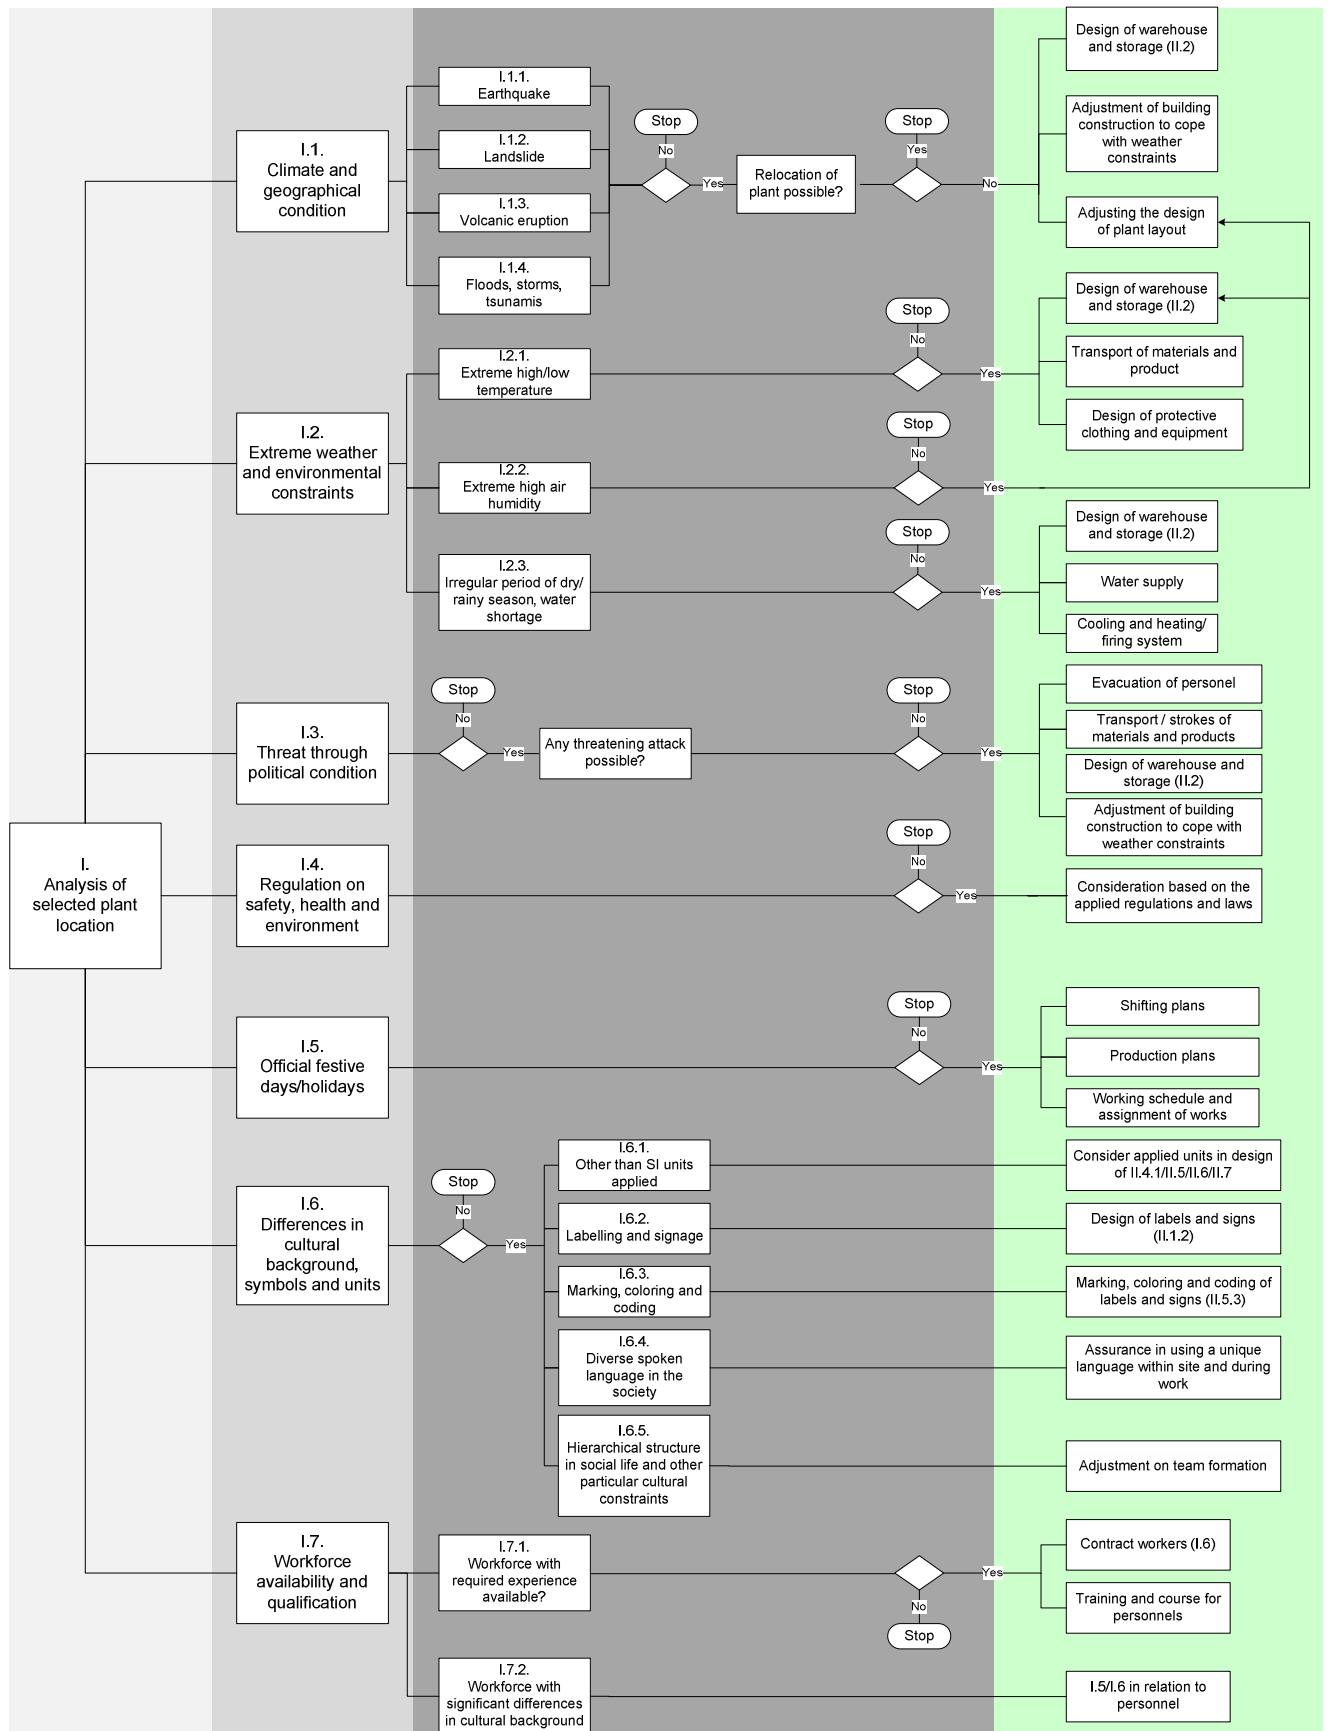 I.
Analysis of
selected plant
location
I.1.
Climate and
geographical
condition
I.1.1.
Earthquake
I.1.2.
Landslide
I.1.3.
Volcanic eruption
I.1.4.
Floods, storms,
tsunamis
Stop
No
Yes
Relocation of
plant possible?
Stop
Yes
No
Design of warehouse
and storage (II.2)
Adjustment of building
construction to cope
with weather
constraints
Adjusting the design
of plant layout
I.2.
Extreme weather
and environmental
constraints
I.2.1.
Extreme high/low
temperature
Stop
No
Yes
Design of warehouse
and storage (II.2)
Transport of materials and
product
Design of protective
clothing and equipment
I.2.2.
Extreme high air
humidity
Stop
No
Yes
I.2.3.
Irregular period of dry/
rainy season, water
shortage
Stop
No
Yes
Design of warehouse
and storage (II.2)
Water supply
Cooling and heating/
firing system
I.3.
Threat through
political condition
Stop
No
Yes
Any threatening attack
possible?
Stop
No
Yes
Evacuation of personel
Transport / strokes of
materials and products
Design of warehouse and
storage (II.2)
Adjustment of building
construction to cope with
weather constraints
I.4.
Regulation on
safety, health and
environment
Stop
No
Yes
Consideration based on the
applied regulations and laws
I.5.
Official festive
days/holidays
Stop
No
Yes
Shifting plans
Production plans
Working schedule and
assignment of works
I.6.
Differences in
cultural
background,
symbols and units
Stop
No
Yes
I.6.1.
Other than SI units
applied
Consider applied units in design
of II.4.1/II.5/II.6/II.7
I.6.2.
Labelling and signage
Design of labels and signs
(II.1.2)
I.6.3.
Marking, coloring and
coding
Marking, coloring and coding of
labels and signs (II.5.3)
I.6.4.
Diverse spoken
language in the
society
Assurance in using a unique
language within site and during
work
I.6.5.
Hierarchical structure
in social life and other
particular cultural
constraints
Adjustment on team formation
I.7.
Workforce
availability and
qualification
I.7.1.
Workforce with
required experience
available?
Yes
No
Stop
Contract workers (I.6)
Training and course for
personnels
I.7.2.
Workforce with
significant differences
in cultural background
I.5/I.6 in relation to
personnel